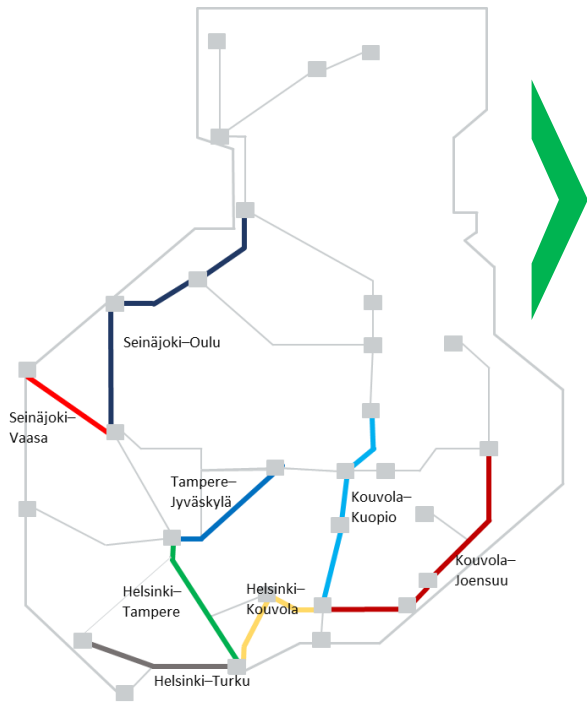 Seinäjoki–Oulu
Seinäjoki–
Vaasa
Tampere–
Jyväskylä
Kouvola–
Kuopio
Kouvola–
Joensuu
Helsinki–
Tampere
Helsinki–
Kouvola
Helsinki–Turku